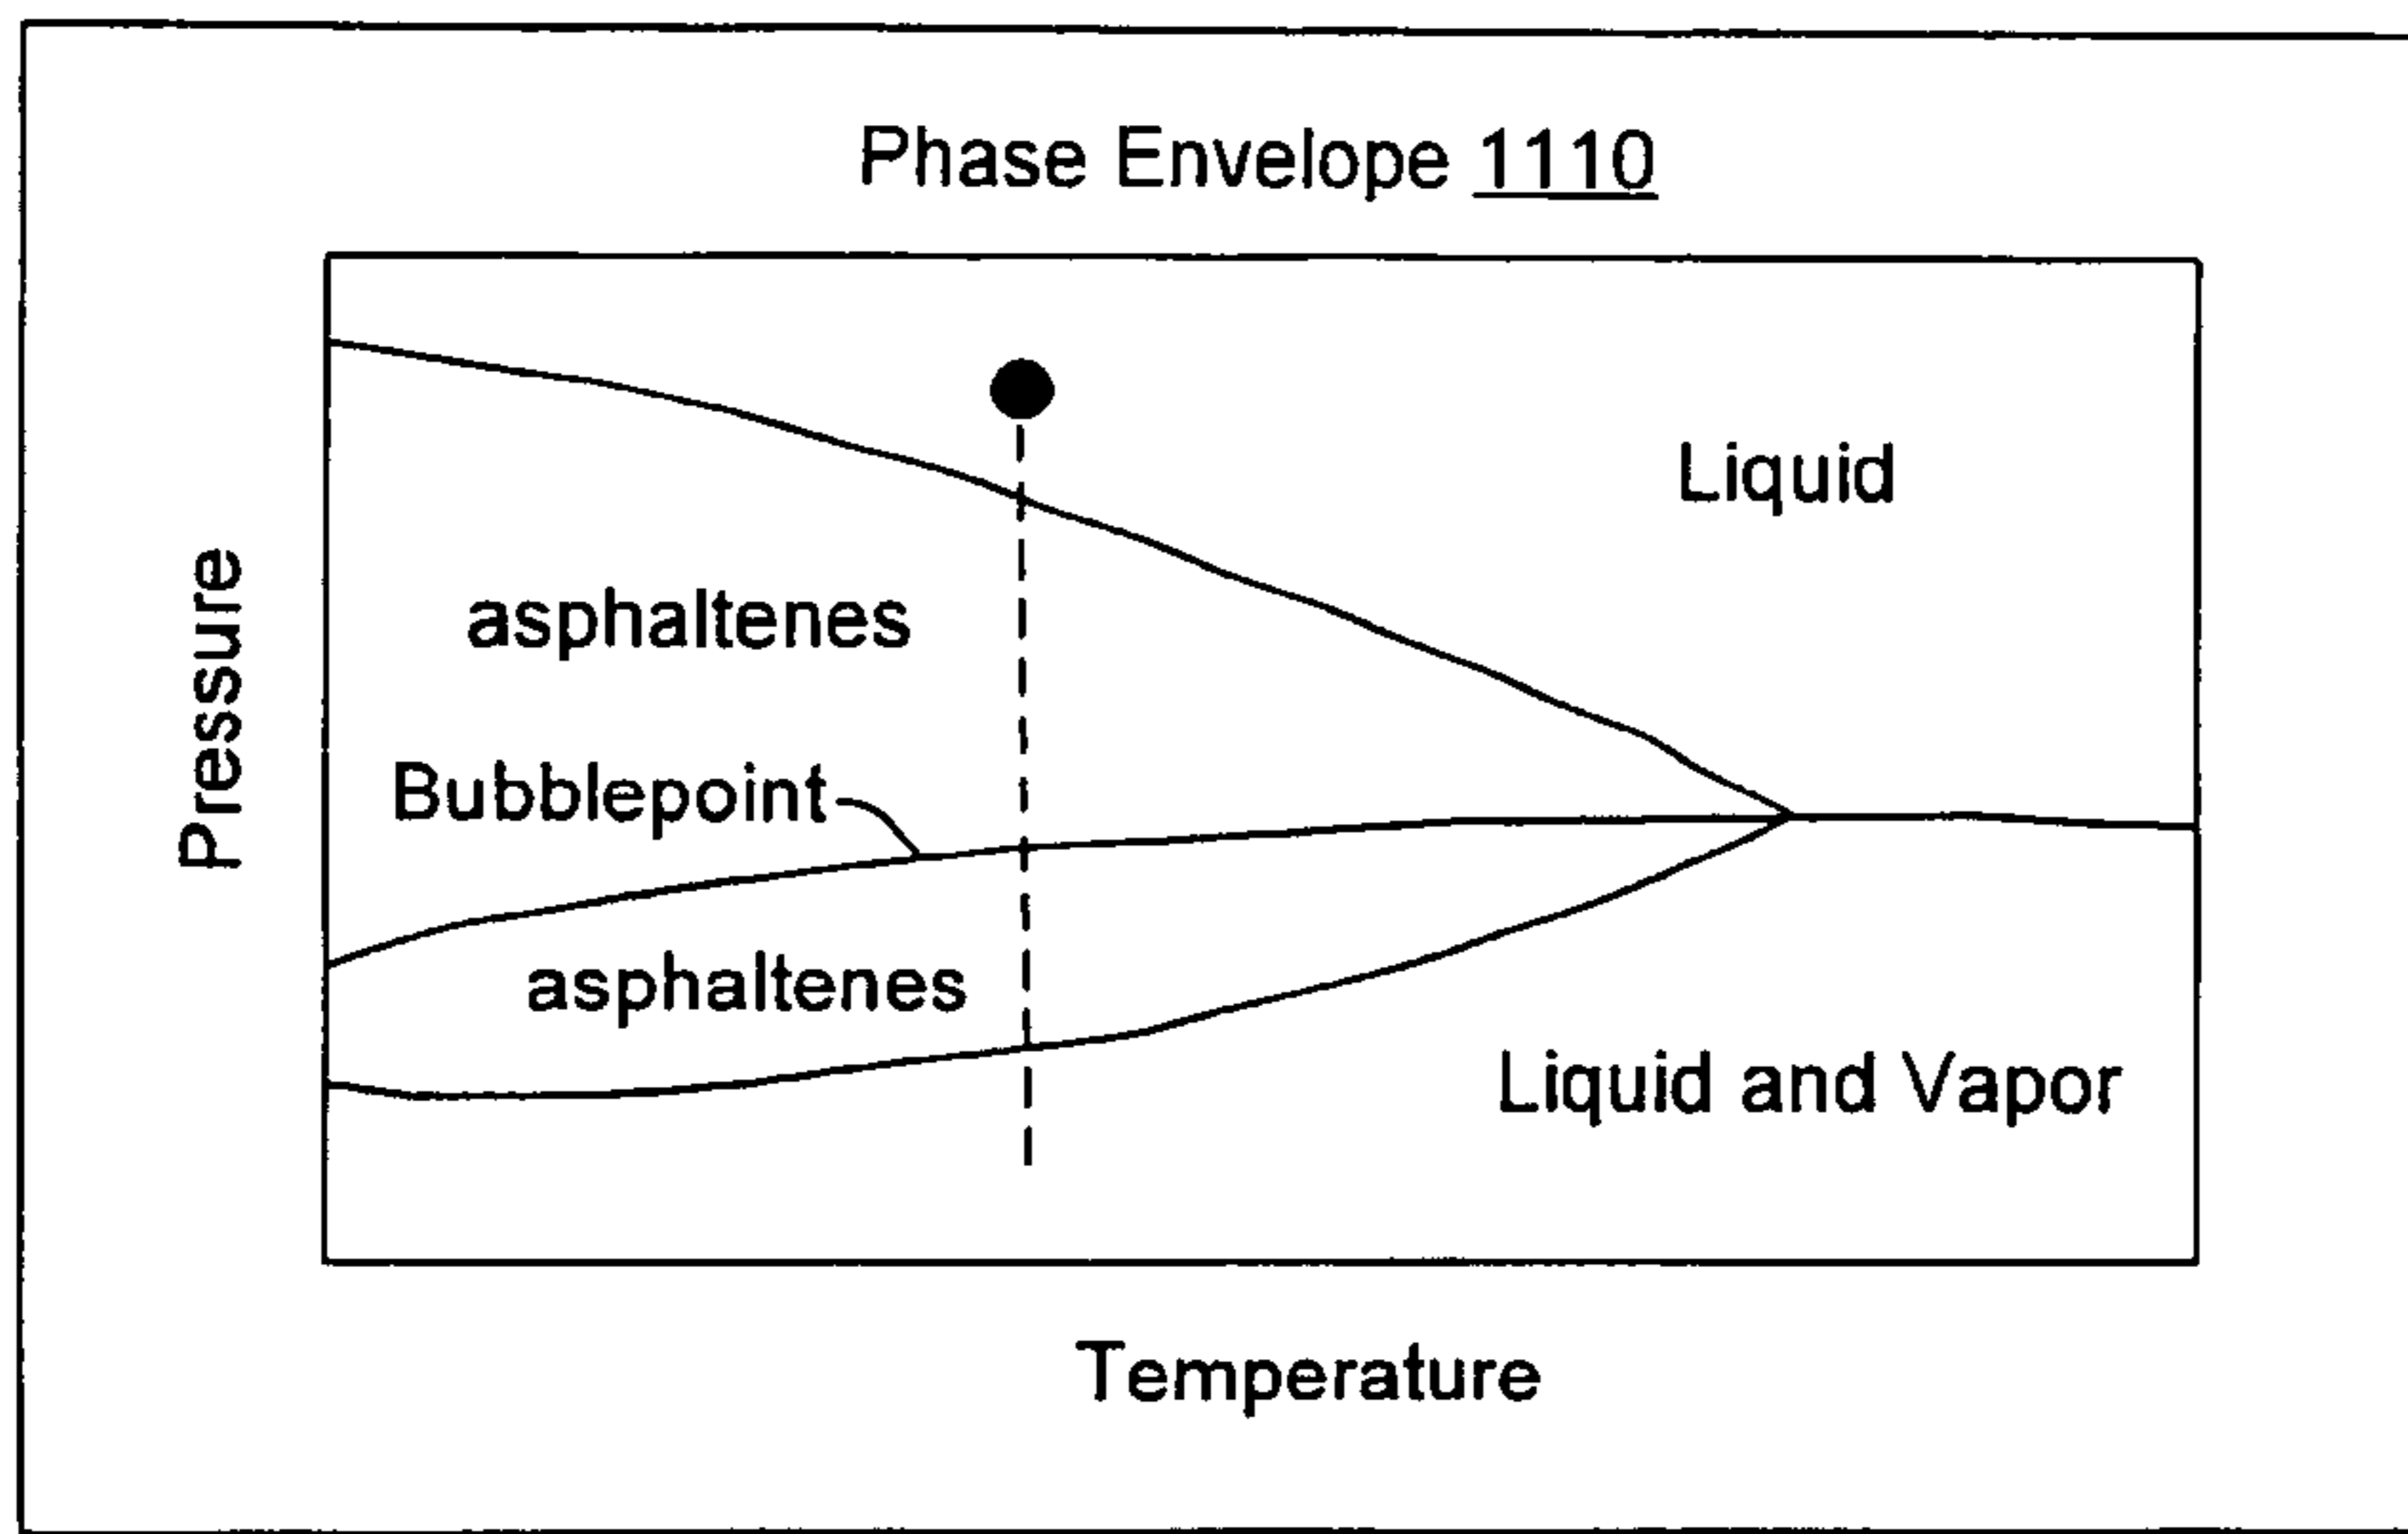 Phase Envelope 1110
Liquid
asphaltenes
Pressure
Bubblepoint
asphaltenes
Liquid and Vapor
Temperature